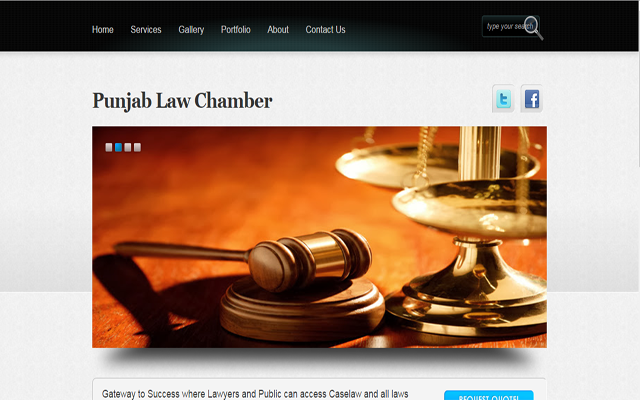 Home Services Gallery Portfolio About Contact Us type your search
Punjab Law Chamber
Gateway to Success where Lawyers and Public can access Caselaw and all laws
REQUEST QUOTE!